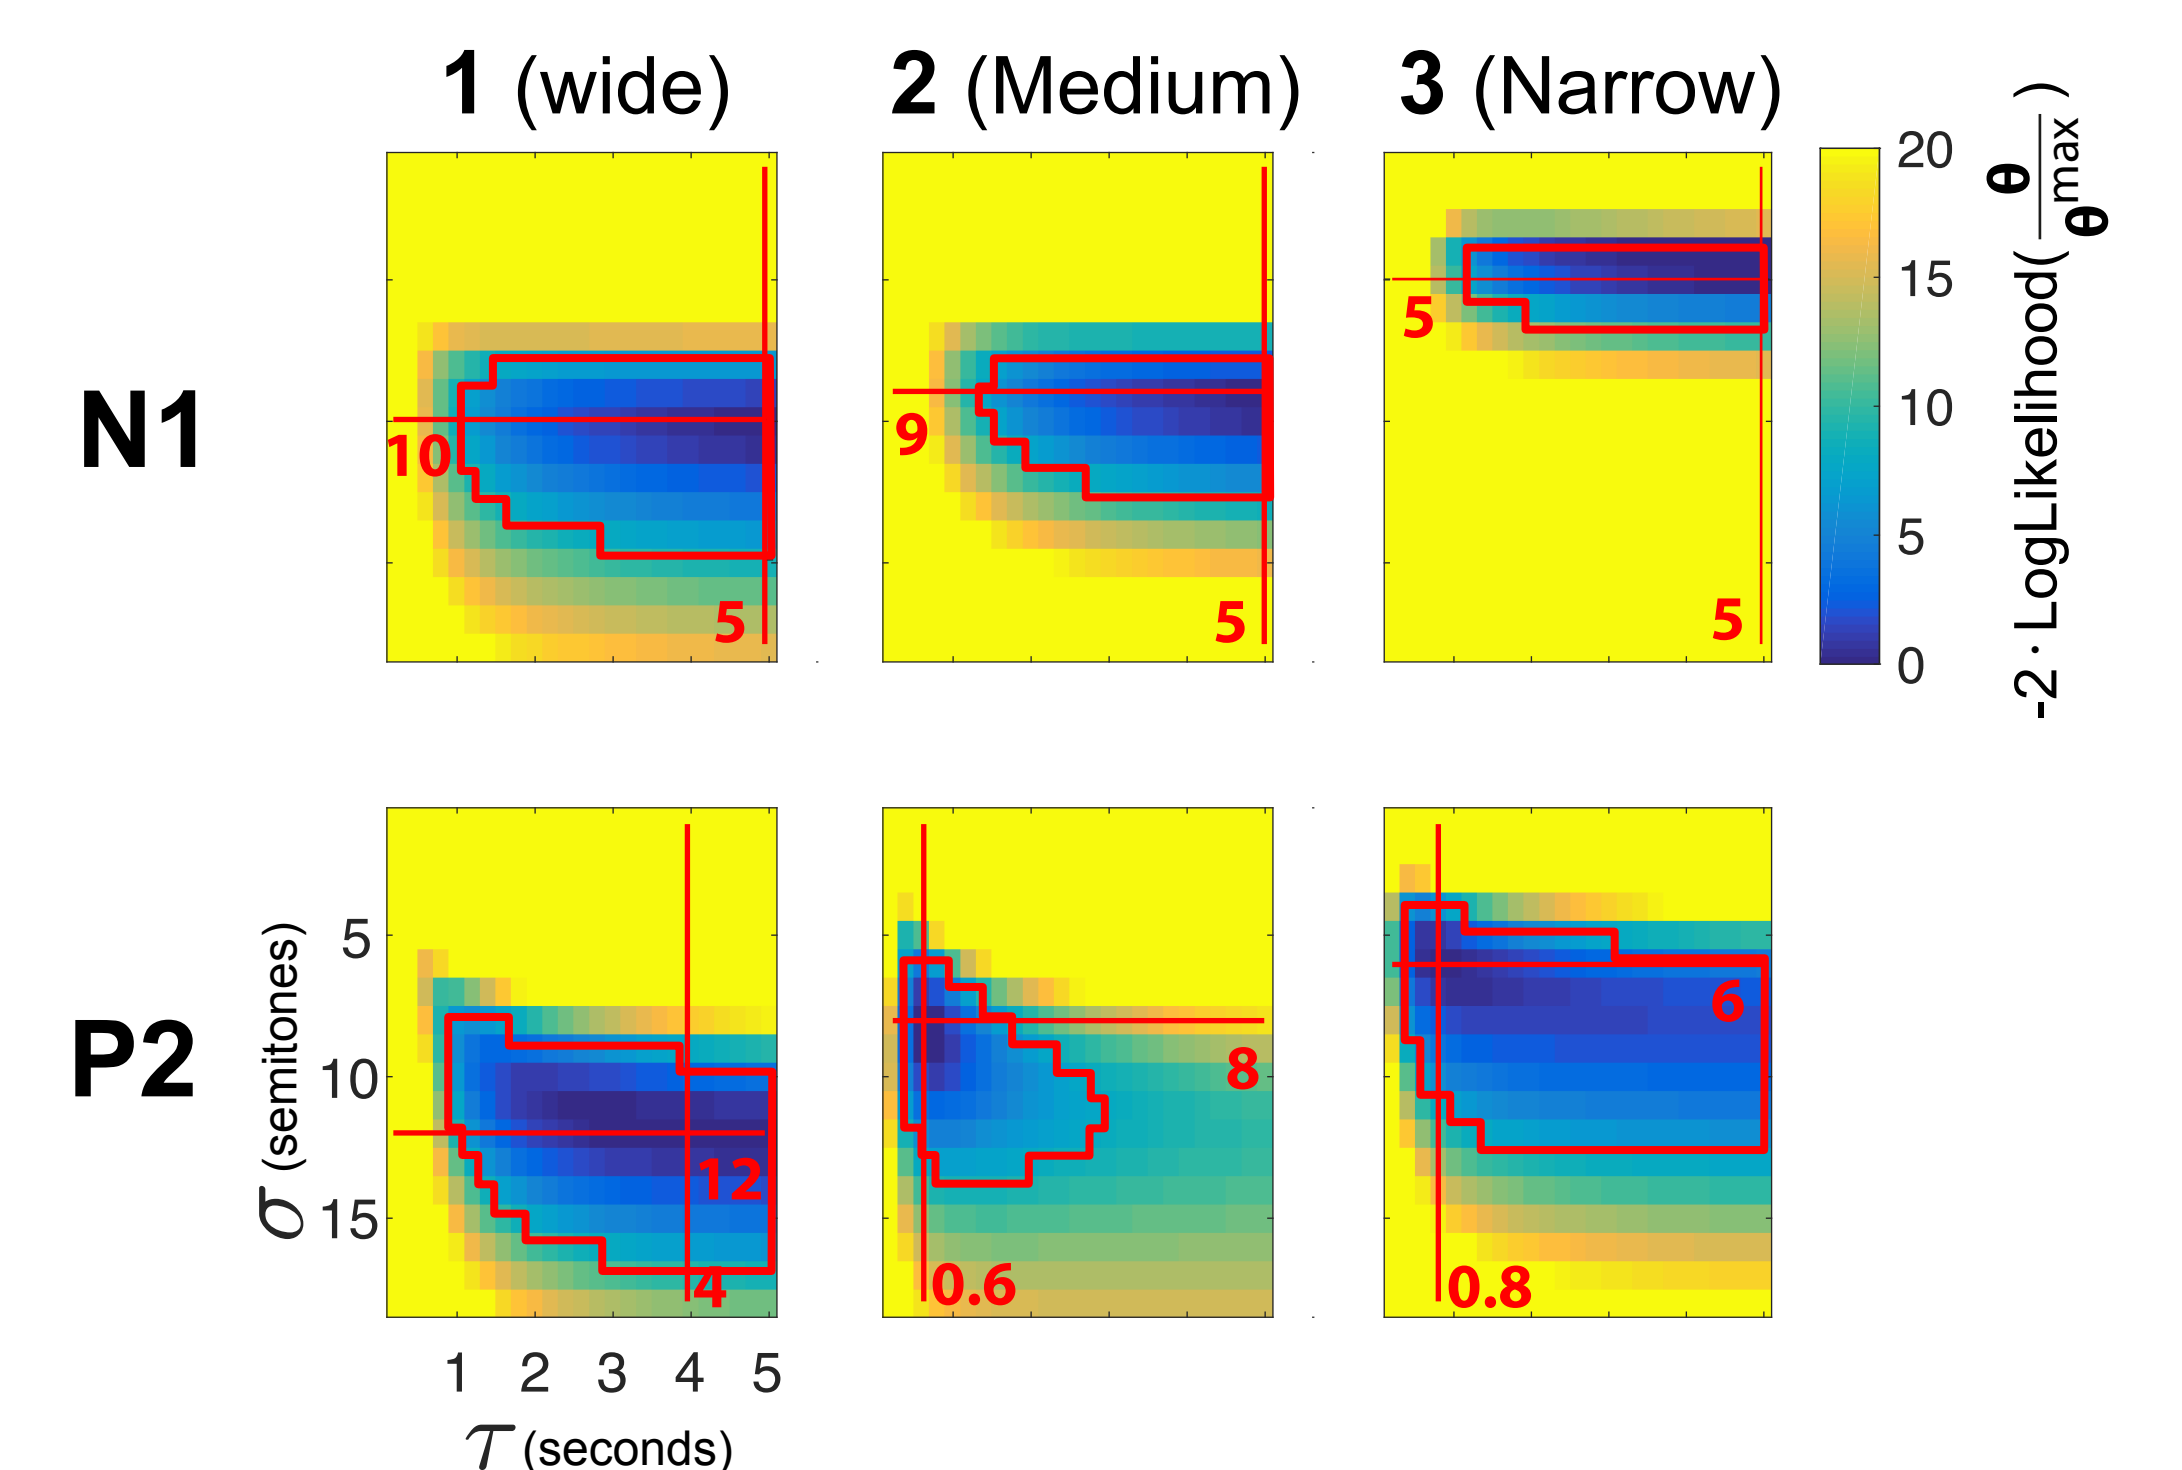 1 (wide)
2 (Medium)
3 (Narrow)
N1
10
5
9
5
5
5
20
15
10
5
0
-2 · LogLikelihood( θ / θmax )
P2
σ (semitones)
5
10
15
12
4
8
0.6
6
0.8
1 2 3 4 5
τ (seconds)